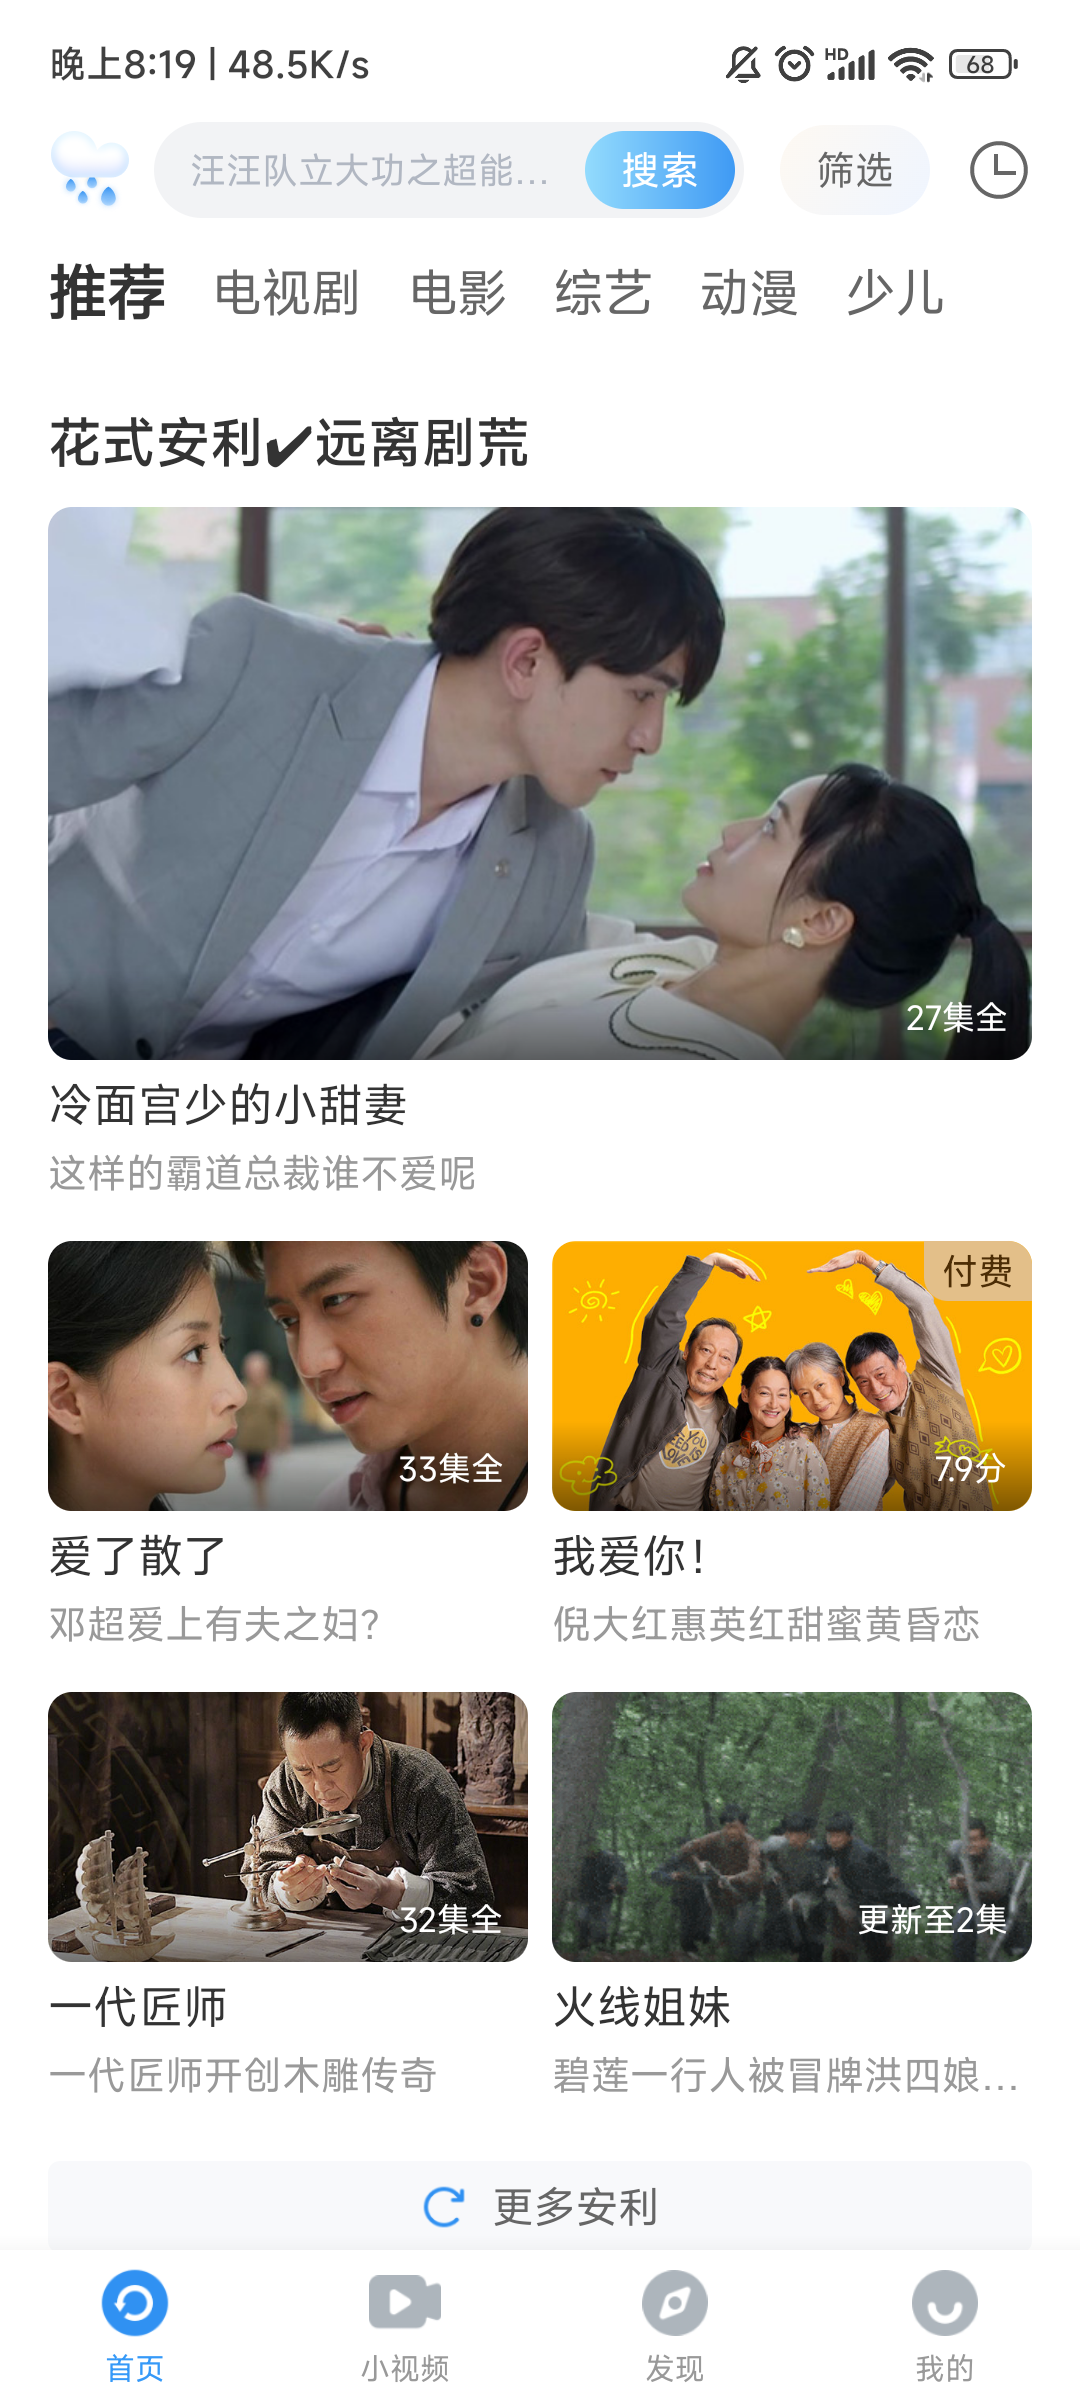 晚上8:19 | 48.5K/s
HD
68
汪汪队立大功之超能...
搜索
筛选
推荐 电视剧 电影 综艺 动漫 少儿
花式安利✔远离剧荒
27集全
冷面宫少的小甜妻
这样的霸道总裁谁不爱呢
33集全
爱了散了
邓超爱上有夫之妇?
付费
7.9分
我爱你!
倪大红惠英红甜蜜黄昏恋
32集全
一代匠师
一代匠师开创木雕传奇
更新至2集
火线姐妹
碧莲一行人被冒牌洪四娘...
更多安利
首页 小视频 发现 我的